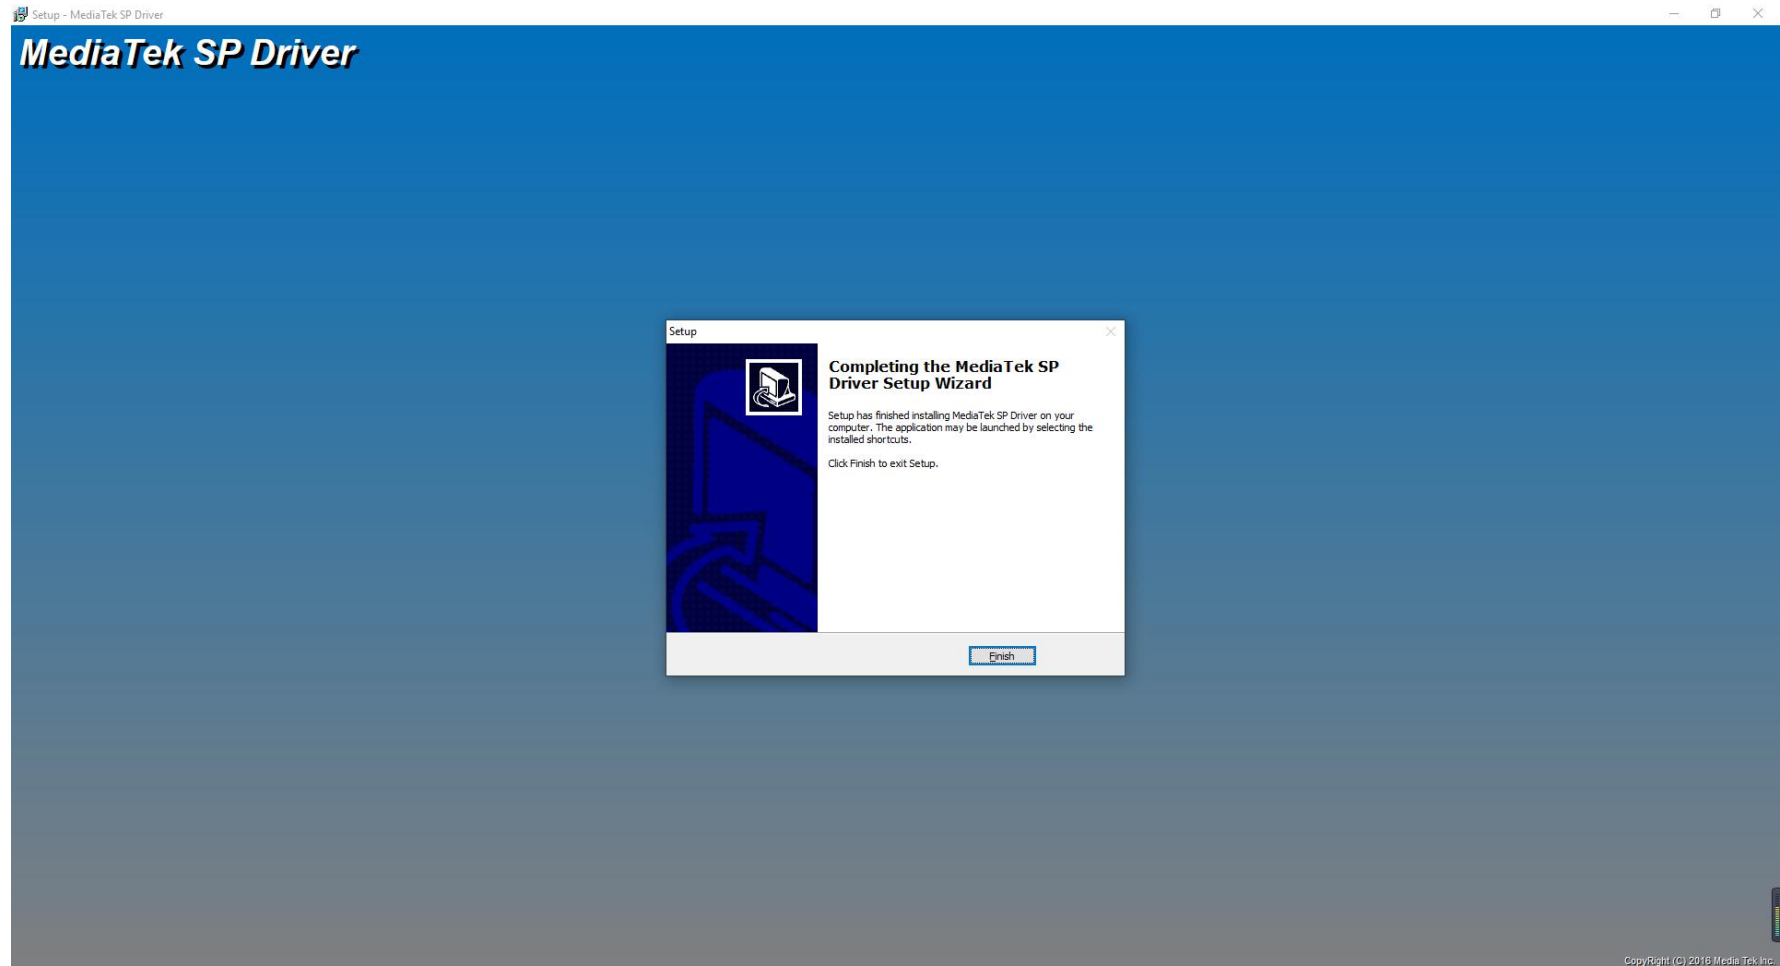 Setup - MediaTek SP Driver
MediaTek SP Driver
Setup
Completing the MediaTek SP
Driver Setup Wizard
Setup has finished installing MediaTek SP Driver on your
computer. The application may be launched by selecting the
installed shortcuts.
Click Finish to exit Setup.
Finish
CopyRight (C) 2016 Media Tek Inc.